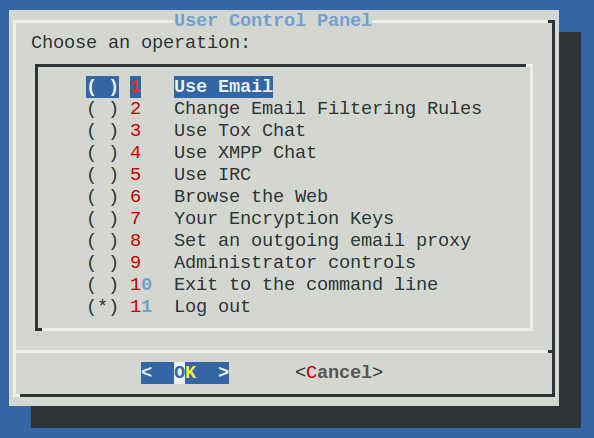 User Control Panel
Choose an operation:
( ) 1 Use Email
( ) 2 Change Email Filtering Rules
( ) 3 Use Tox Chat
( ) 4 Use XMPP Chat
( ) 5 Use IRC
( ) 6 Browse the Web
( ) 7 Your Encryption Keys
( ) 8 Set an outgoing email proxy
( ) 9 Administrator controls
( ) 10 Exit to the command line
(*) 11 Log out
< OK > <Cancel>